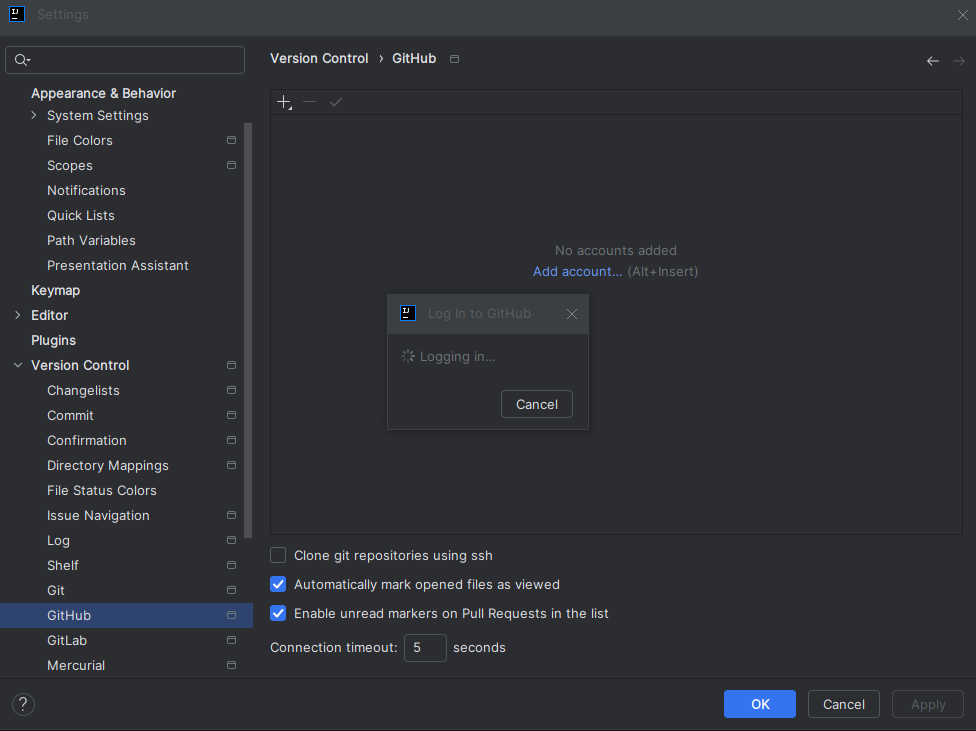 Settings
Version Control › GitHub
Appearance & Behavior
System Settings
File Colors
Scopes
Notifications
Quick Lists
Path Variables
Presentation Assistant
Keymap
Editor
Plugins
Version Control
Changelists
Commit
Confirmation
Directory Mappings
File Status Colors
Issue Navigation
Log
Shelf
Git
GitHub
GitLab
Mercurial
No accounts added
Add account... (Alt+Insert)
IJ Log In to GitHub
Logging in...
Cancel
Clone git repositories using ssh
Automatically mark opened files as viewed
Enable unread markers on Pull Requests in the list
Connection timeout: 5 seconds
?
OK Cancel Apply